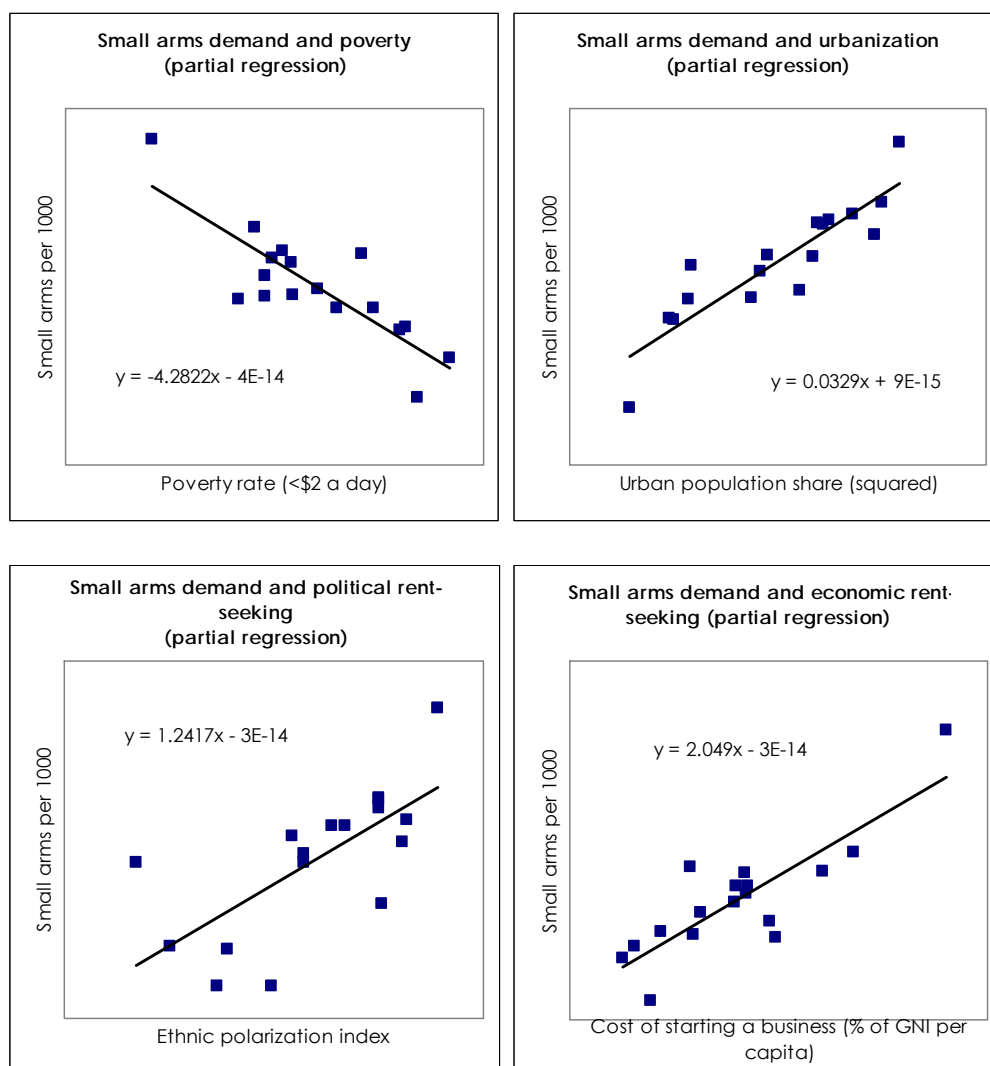 Small arms demand and poverty
(partial regression)
Small arms per 1000
y = -4.2822x - 4E-14
Poverty rate (<$2 a day)
Small arms demand and urbanization
(partial regression)
Small arms per 1000
y = 0.0329x + 9E-15
Urban population share (squared)
Small arms demand and political rent-
seeking
(partial regression)
Small arms per 1000
y = 1.2417x - 3E-14
Ethnic polarization index
Small arms demand and economic rent-
seeking (partial regression)
Small arms per 1000
y = 2.049x - 3E-14
Cost of starting a business (% of GNI per
capita)